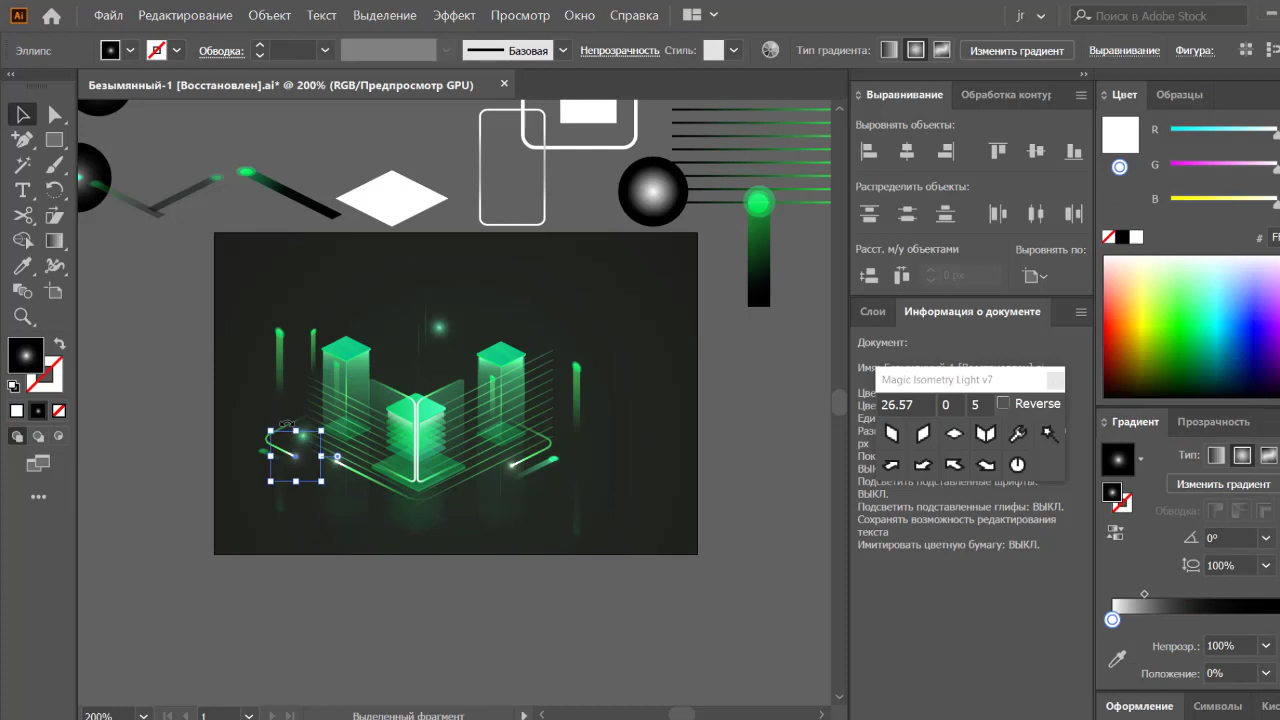 Ai Файл Редактирование Объект Текст Выделение Эффект Просмотр Окно Справка jr Поиск в Adobe Stock
Эллипс Обводка: Базовая Непрозрачность Стиль: Тип градиента: Изменить градиент Выравнивание Фигура:
Безымянный-1 [Восстановлен].ai* @ 200% (RGB/Предпросмотр GPU)
Выравнивание Обработка контур Цвет Образцы
Выровнять объекты:
R
G
B
Распределить объекты:
Расст. м/у объектами Выровнять по:
0 px
#
Слои Информация о документе
Документ:
Magic Isometry Light v7
26.57 0 5 Reverse
px
ВЫКЛ.
Подсветить подставленные шрифты:
ВЫКЛ.
Подсветить подставленные глифы: ВЫКЛ.
Сохранять возможность редактирования
текста
Имитировать цветную бумагу: ВЫКЛ.
Градиент Прозрачность
Тип:
Изменить градиент
Обводка:
0°
100%
Непрозр.: 100%
Положение: 0%
Оформление Символы
200% 1 Выделенный фрагмент